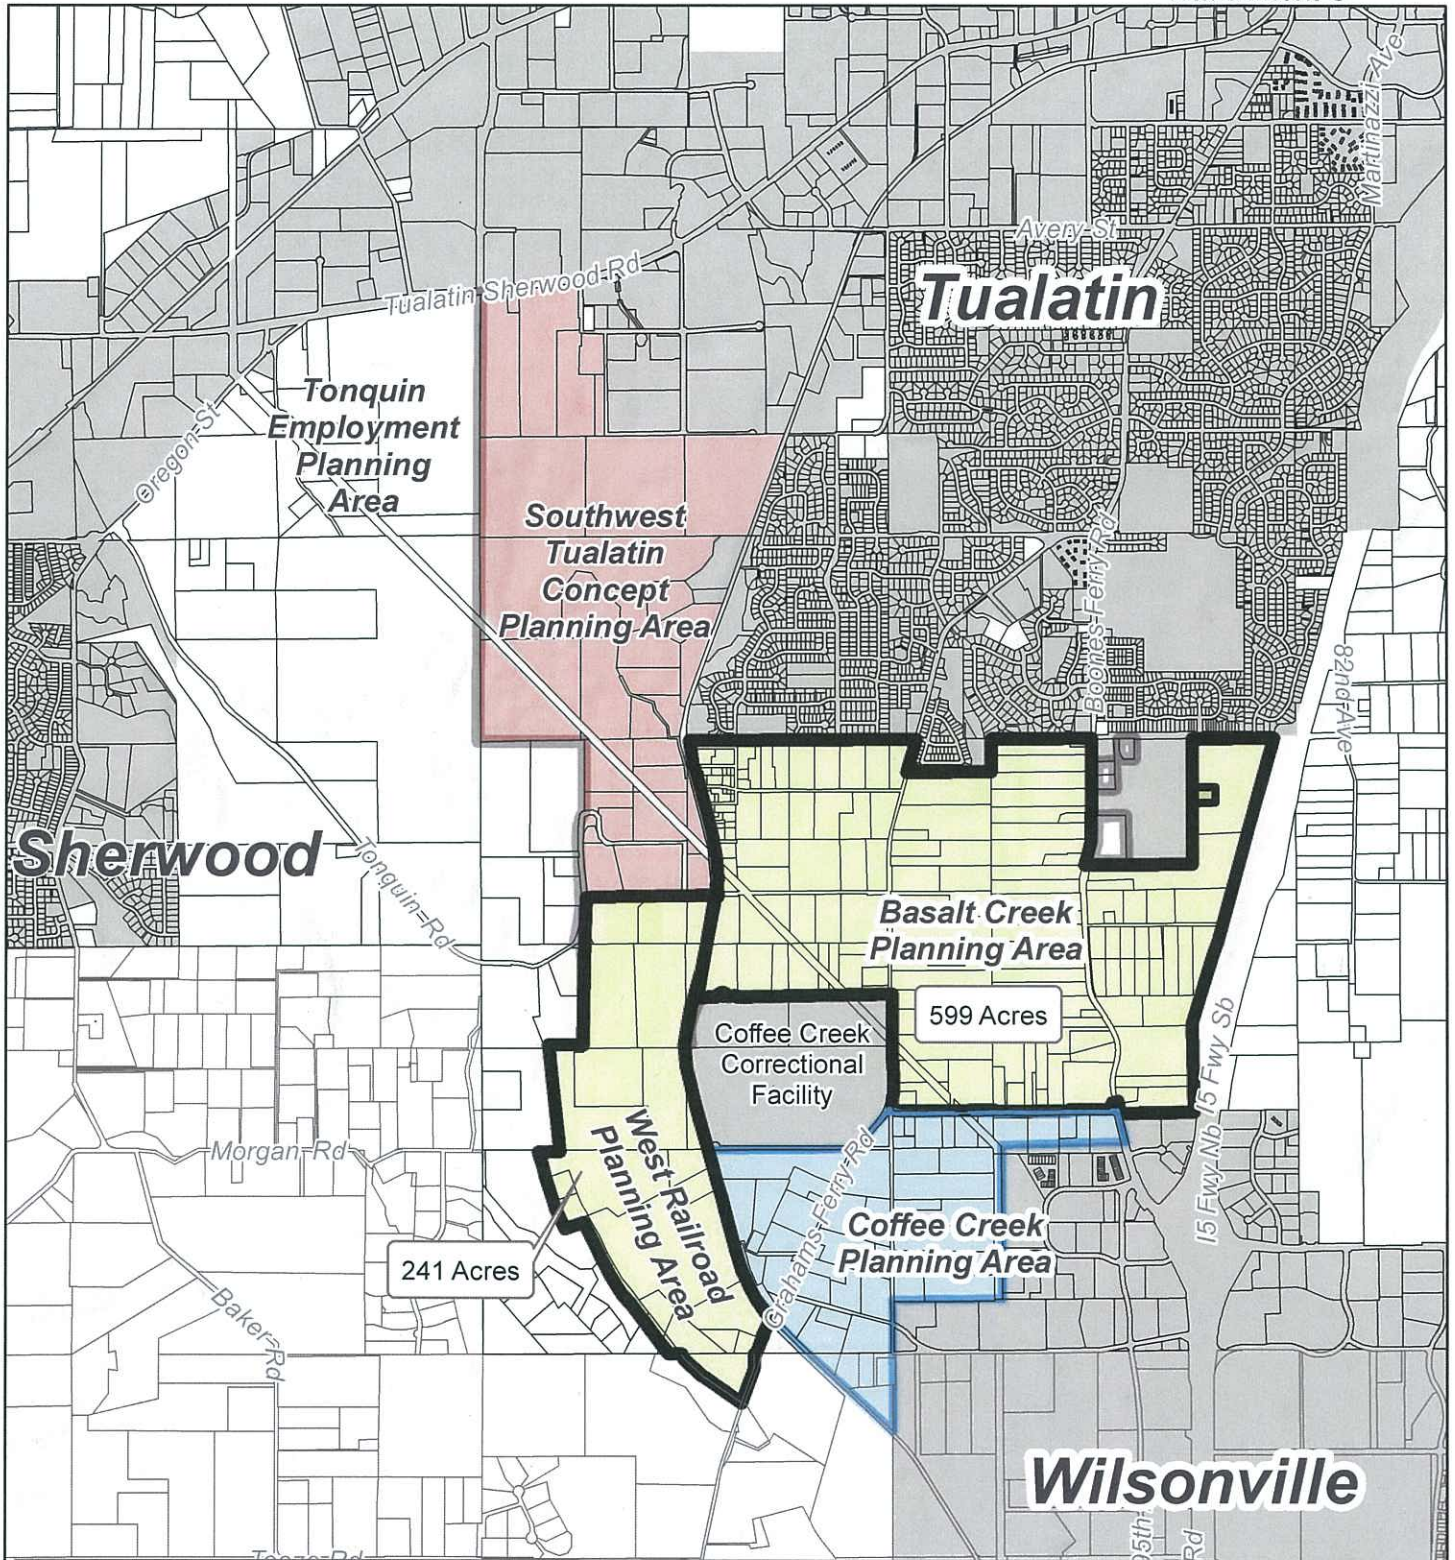 Martinazzi Ave
Avery St
Tualatin
Tualatin Sherwood Rd
Tonquin
Employment
Planning
Area
Oregon St
Southwest
Tualatin
Concept
Planning Area
Boones Ferry Rd
82nd Ave
Sherwood
Tonquin Rd
Basalt Creek
Planning Area
599 Acres
Coffee Creek
Correctional
Facility
I5 Fwy Sb
I5 Fwy Nb
West Railroad
Planning Area
Morgan Rd
Grahams Ferry Rd
Coffee Creek
Planning Area
241 Acres
Baker Rd
Wilsonville
95th
Rd